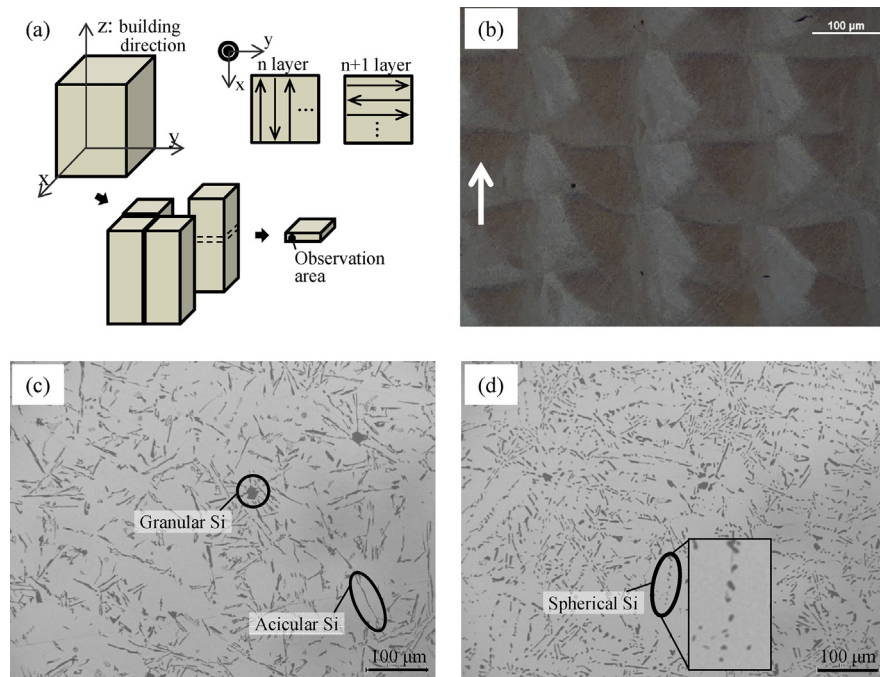 (a)
z: building
direction
y
x
y
x
n layer
n+1 layer
...
⋮
Observation
area
(b)
100 μm
(c)
Granular Si
Acicular Si
100 μm
(d)
Spherical Si
100 μm